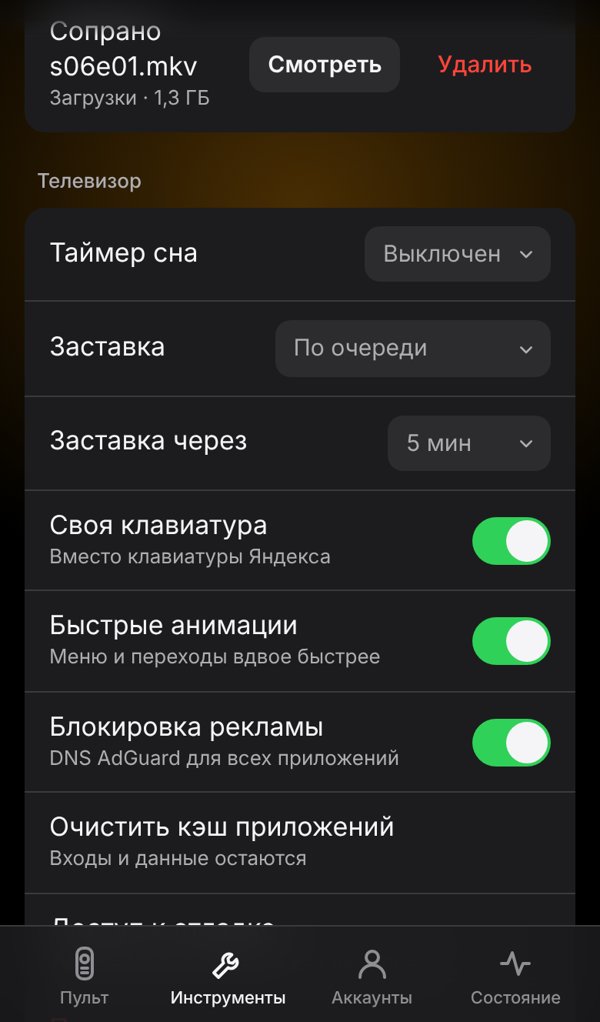 Сопрано
s06e01.mkv
Загрузки · 1,3 ГБ
Смотреть
Удалить
Телевизор
Таймер сна
Выключен
Заставка
По очереди
Заставка через
5 мин
Своя клавиатура
Вместо клавиатуры Яндекса
Быстрые анимации
Меню и переходы вдвое быстрее
Блокировка рекламы
DNS AdGuard для всех приложений
Очистить кэш приложений
Входы и данные остаются
Пульт
Инструменты
Аккаунты
Состояние